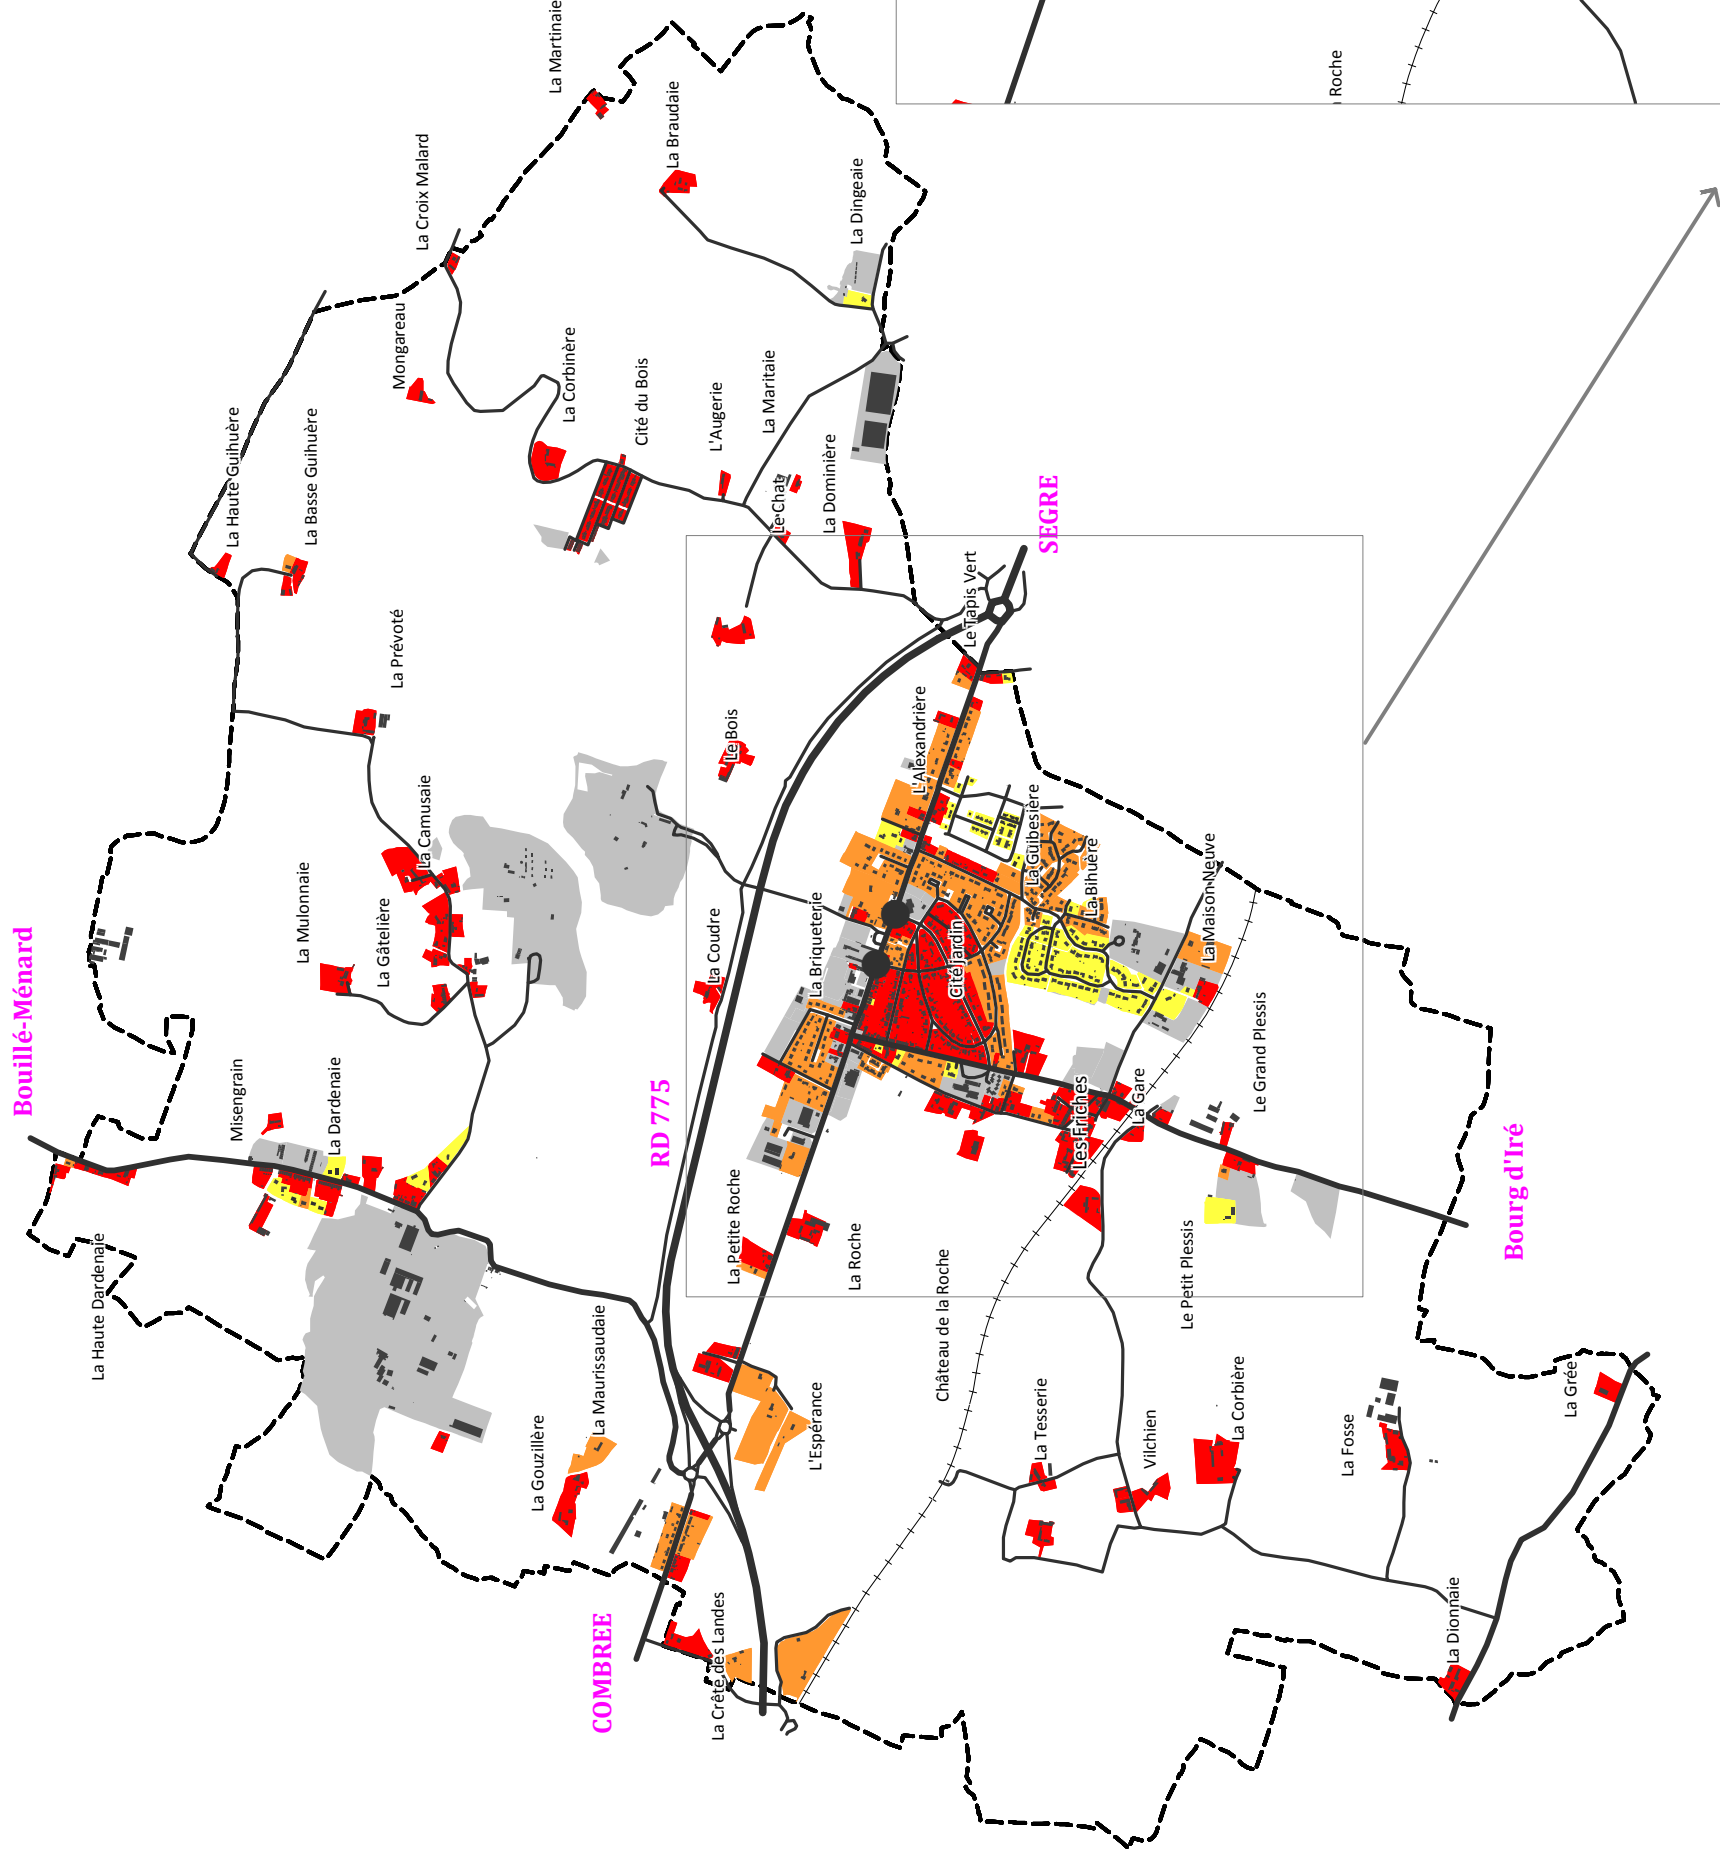 La Martinaie
La Braudaie
Roche
La Croix Malard
La Dingeaie
Mongareau
La Corbinère
Cité du Bois
L'Augerie
La Maritaie
La Haute Guihuère
La Basse Guihuère
Le Chat
La Dominière
SEGRE
Le Tapis Vert
La Prévoté
Le Bois
L'Alexandrière
La Camusaie
La Guibesière
La Bihuère
La Maison Neuve
La Mulonnaie
La Gâtelière
La Coudre
La Briqueterie
Cité Jardin
Bouillé-Ménard
Misengrain
La Dardenaie
RD 775
Les Friches
La Gare
Le Grand Plessis
La Haute Dardenaie
La Petite Roche
La Roche
Château de la Roche
Le Petit Plessis
Bourg d'Iré
La Maurissaudaie
La Gouzillère
L'Espérance
La Tesserie
Vilchien
La Corbière
La Fosse
La Grée
COMBREE
La Crête des Landes
La Dionnaie